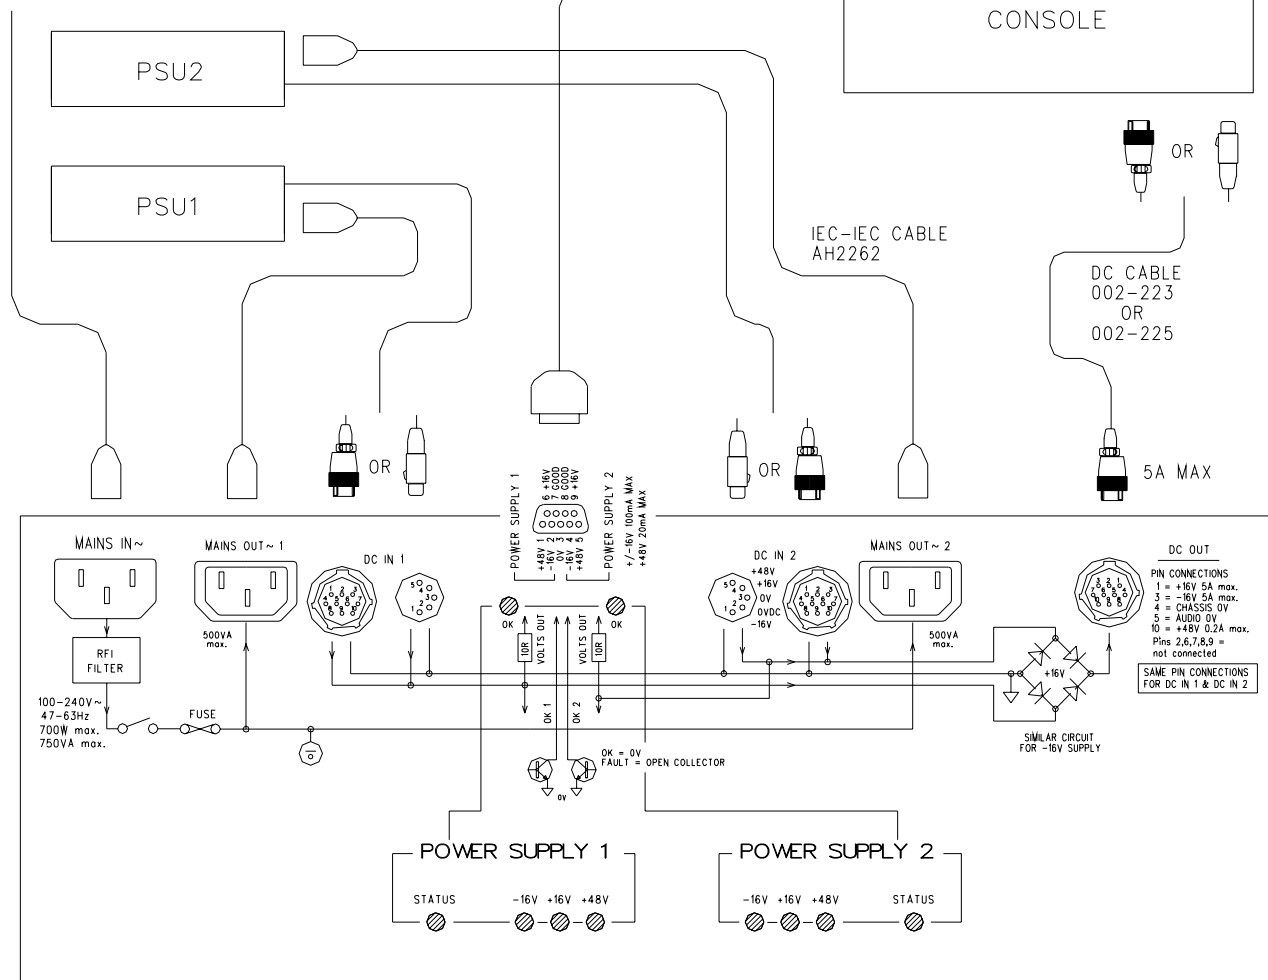 CONSOLE
PSU2
PSU1
OR
IEC-IEC CABLE
AH2262
DC CABLE
002-223
OR
002-225
OR
OR
5A MAX
POWER SUPPLY 1
6 +16V
7 GOOD
8 GOOD
9 +16V
+48V 1
-16V 2
0V 3
-16V 4
+48V 5
POWER SUPPLY 2
+/-16V 100mA MAX
+48V 20mA MAX
MAINS IN~
MAINS OUT~ 1
DC IN 1
DC IN 2
MAINS OUT~ 2
DC OUT
PIN CONNECTIONS
1 = +16V 5A max.
3 = -16V 5A max.
4 = CHASSIS 0V
5 = AUDIO 0V
10 = +48V 0.2A max.
Pins 2,6,7,8,9 =
not connected
SAME PIN CONNECTIONS
FOR DC IN 1 & DC IN 2
+48V
+16V
0V
0VDC
-16V
500VA
max.
500VA
max.
RFI
FILTER
OK
OK
10R
VOLTS OUT
VOLTS OUT
10R
+16V
100-240V~
47-63Hz
700W max.
750VA max.
FUSE
OK 1
OK 2
SIMILAR CIRCUIT
FOR -16V SUPPLY
OK = 0V
FAULT = OPEN COLLECTOR
0V
POWER SUPPLY 1
STATUS
-16V +16V +48V
POWER SUPPLY 2
-16V +16V +48V
STATUS